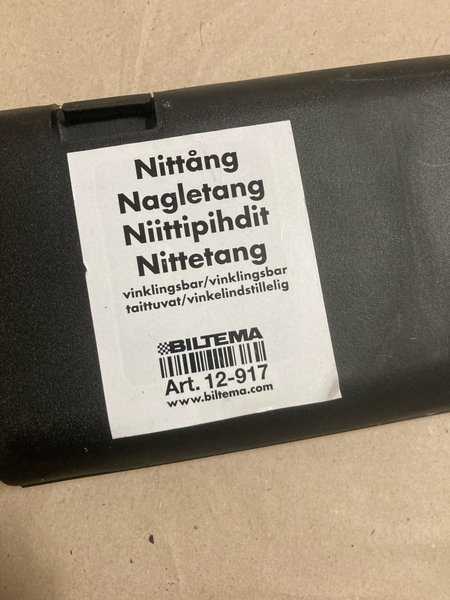 Nittång
Nagletang
Niittipihdit
Nittetang
vinklingsbar/vinklingsbar
taittuvat/vinkelindstillelig
BILTEMA
Art. 12-917
www.biltema.com